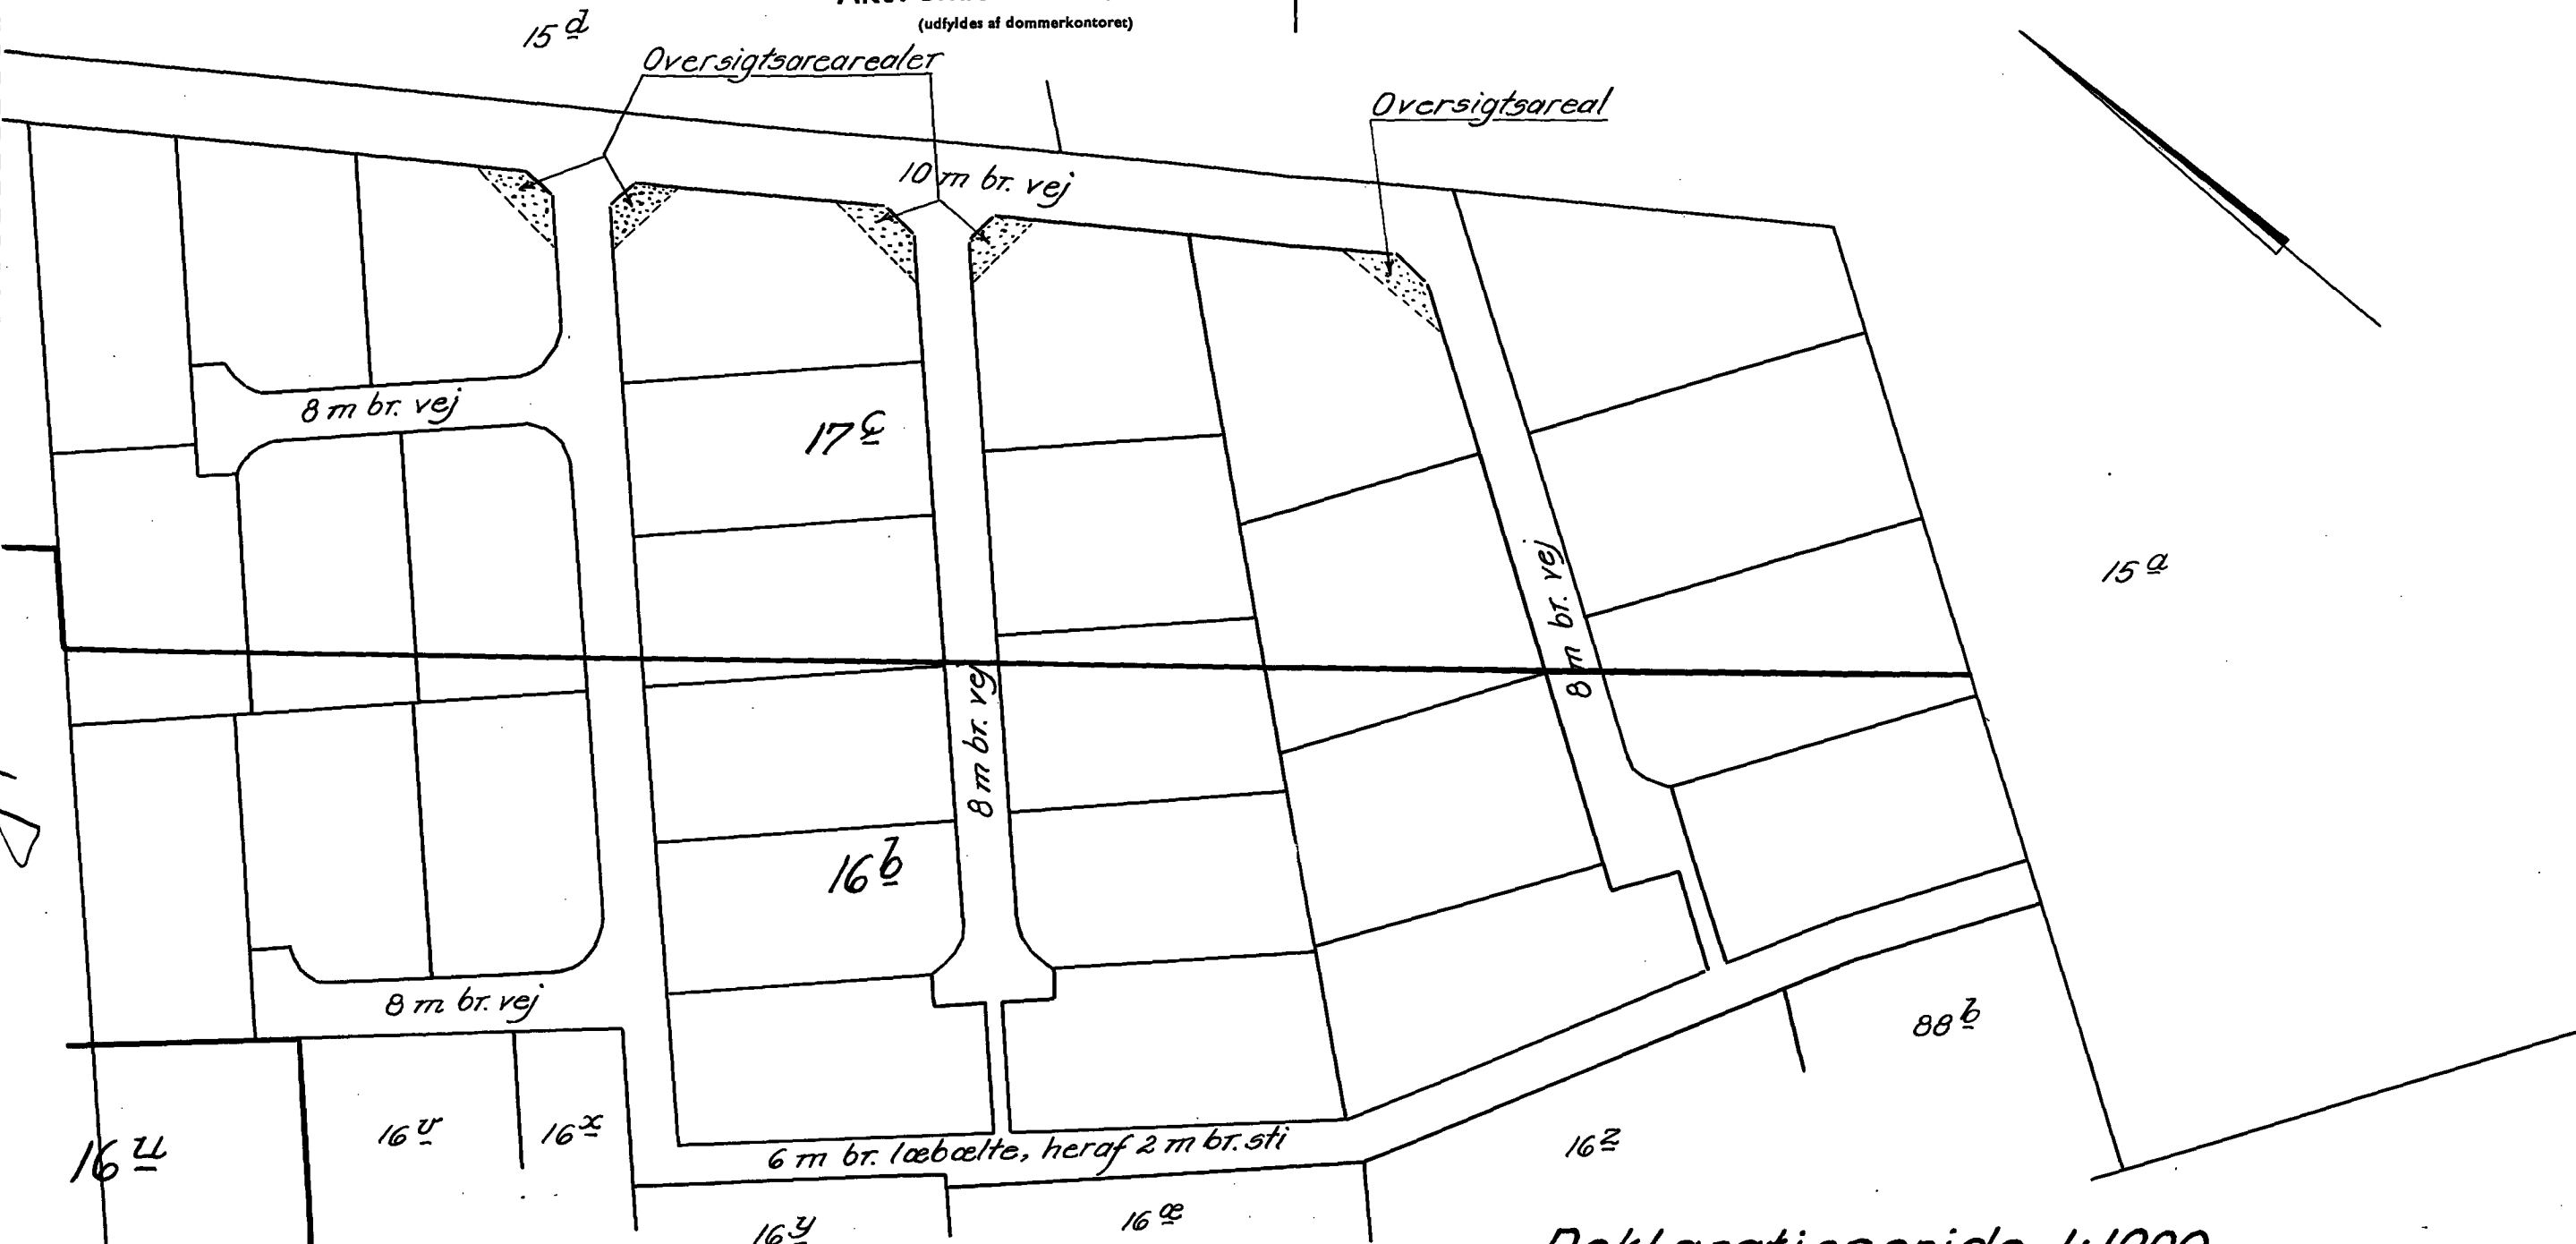 (udfyldes af dommerkontoret)
15 d
Oversigtsarearealer
Oversigtsareal
10 m br. vej
8 m br. vej
17 c
15 a
8 m br. vej
8 m br. vej
16 b
8 m br. vej
88 b
16 u
16 v
16 x
6 m br. læbælte, heraf 2 m br. sti
16 z
16 y
16 æ